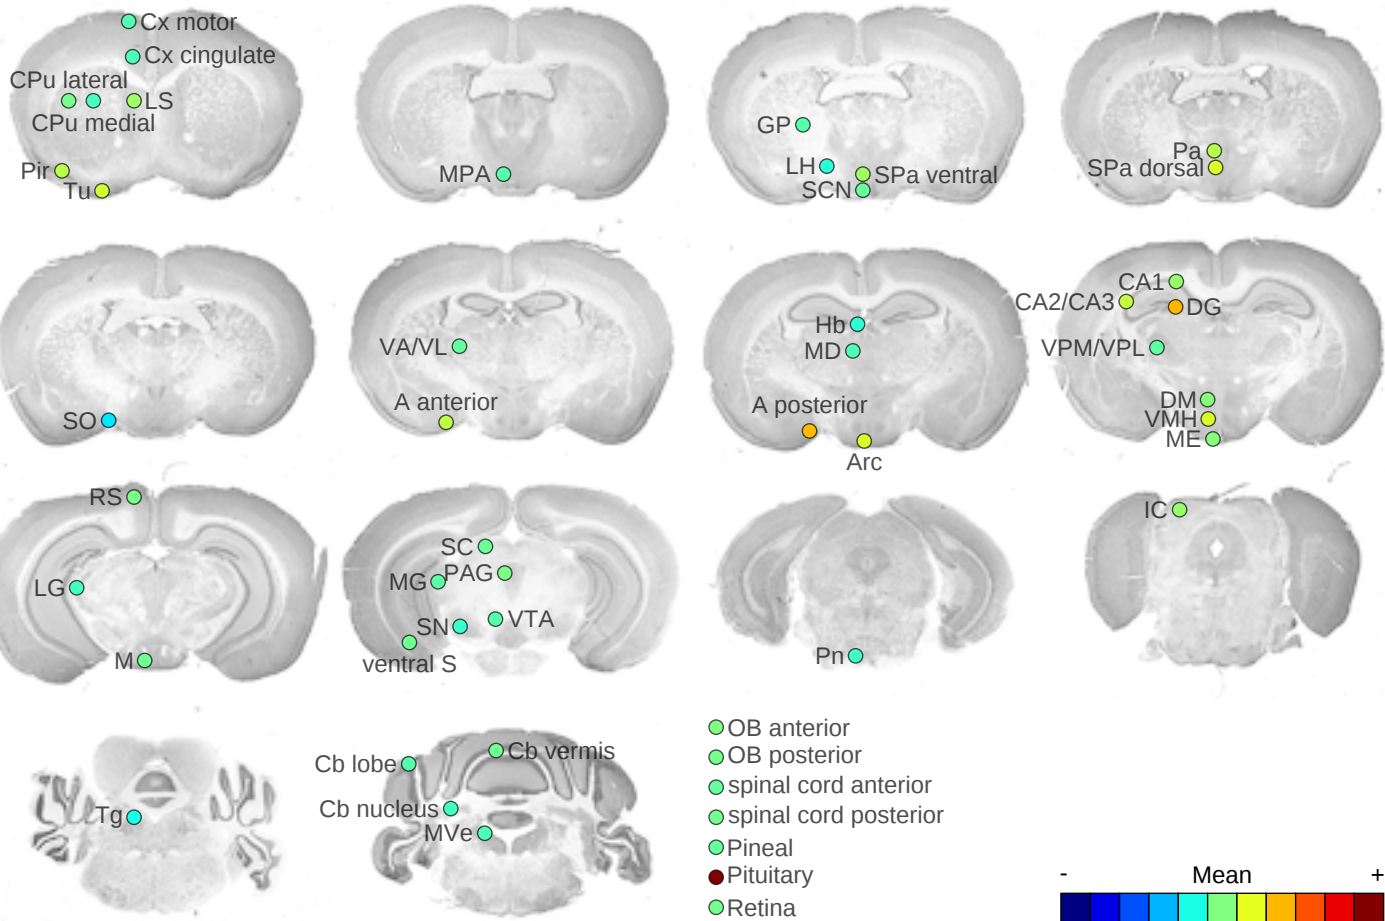 Cx motor
Cx cingulate
CPu lateral
LS
CPu medial
Pir
Tu
MPA
GP
LH
SPa ventral
SCN
Pa
SPa dorsal
SO
VA/VL
A anterior
Hb
MD
A posterior
Arc
CA1
CA2/CA3
DG
VPM/VPL
DM
VMH
ME
RS
LG
M
SC
PAG
MG
VTA
SN
ventral S
Pn
IC
Tg
Cb vermis
Cb lobe
Cb nucleus
MVe
OB anterior
OB posterior
spinal cord anterior
spinal cord posterior
Pineal
Pituitary
Retina
- Mean +